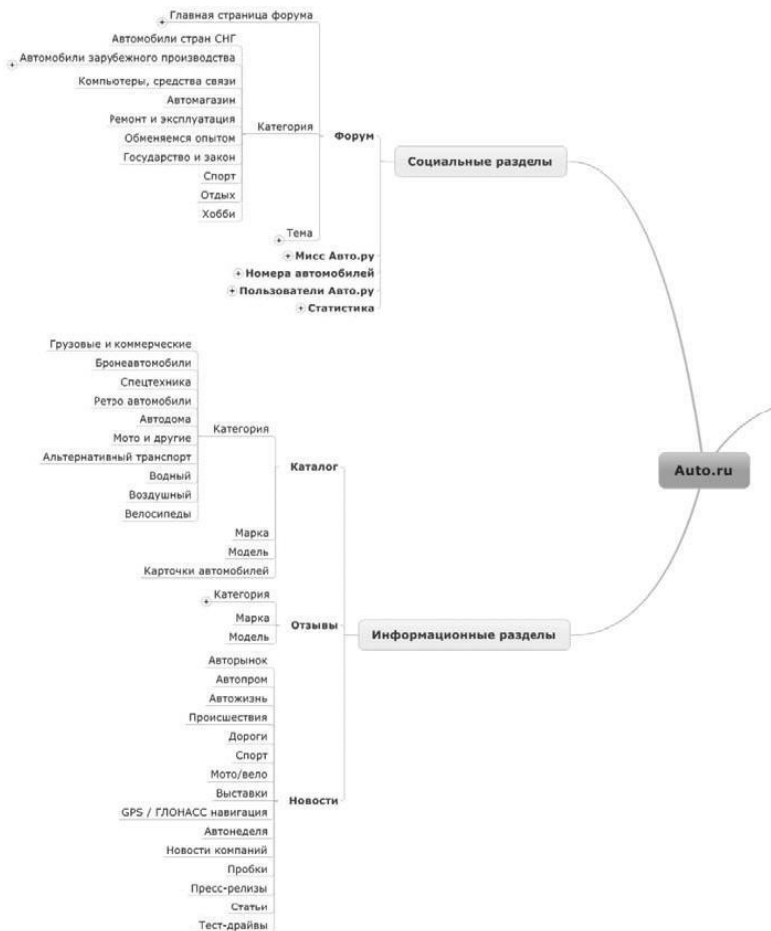 Главная страница форума
Автомобили стран СНГ
Автомобили зарубежного производства
Компьютеры, средства связи
Автомагазин
Ремонт и эксплуатация
Обменяемся опытом
Государство и закон
Спорт
Отдых
Хобби
Категория
Тема
Форум
Мисс Авто.ру
Номера автомобилей
Пользователи Авто.ру
Статистика
Социальные разделы
Auto.ru
Грузовые и коммерческие
Бронеавтомобили
Спецтехника
Ретро автомобили
Автодома
Мото и другие
Альтернативный транспорт
Водный
Воздушный
Велосипеды
Категория
Марка
Модель
Карточки автомобилей
Каталог
Категория
Марка
Модель
Отзывы
Информационные разделы
Авторынок
Автопром
Автожизнь
Происшествия
Дороги
Спорт
Мото/вело
Выставки
GPS / ГЛОНАСС навигация
Автонеделя
Новости компаний
Пробки
Пресс-релизы
Статьи
Тест-драйвы
Новости